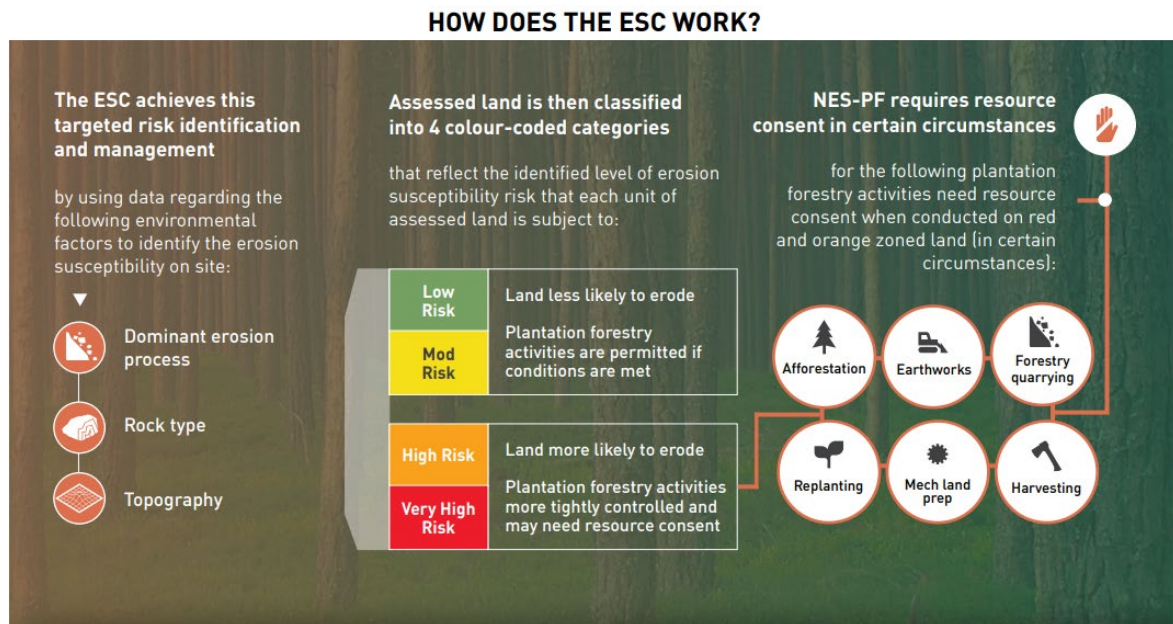 HOW DOES THE ESC WORK?
The ESC achieves this
targeted risk identification
and management
by using data regarding the
following environmental
factors to identify the erosion
susceptibility on site:
Dominant erosion
process
Rock type
Topography
Assessed land is then classified
into 4 colour-coded categories
that reflect the identified level of erosion
susceptibility risk that each unit of
assessed land is subject to:
Low
Risk
Land less likely to erode
Mod
Risk
Plantation forestry
activities are permitted if
conditions are met
High Risk
Land more likely to erode
Very High
Risk
Plantation forestry activities
more tightly controlled and
may need resource consent
NES-PF requires resource
consent in certain circumstances
for the following plantation
forestry activities need resource
consent when conducted on red
and orange zoned land (in certain
circumstances):
Afforestation
Earthworks
Forestry
quarrying
Replanting
Mech land
prep
Harvesting